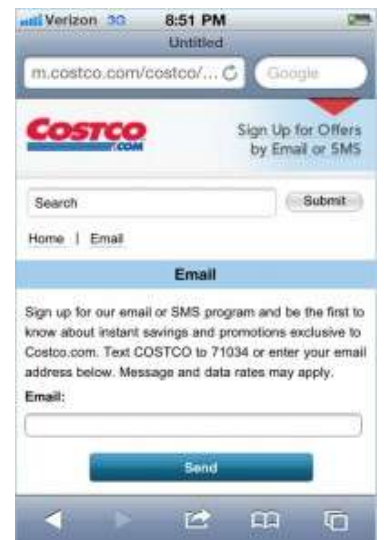 Verizon 3G 8:51 PM
Untitled
m.costco.com/costco/... Google
COSTCO
.COM
Sign Up for Offers
by Email or SMS
Search Submit
Home | Email
Email
Sign up for our email or SMS program and be the first to
know about instant savings and promotions exclusive to
Costco.com. Text COSTCO to 71034 or enter your email
address below. Message and data rates may apply.
Email:
Send